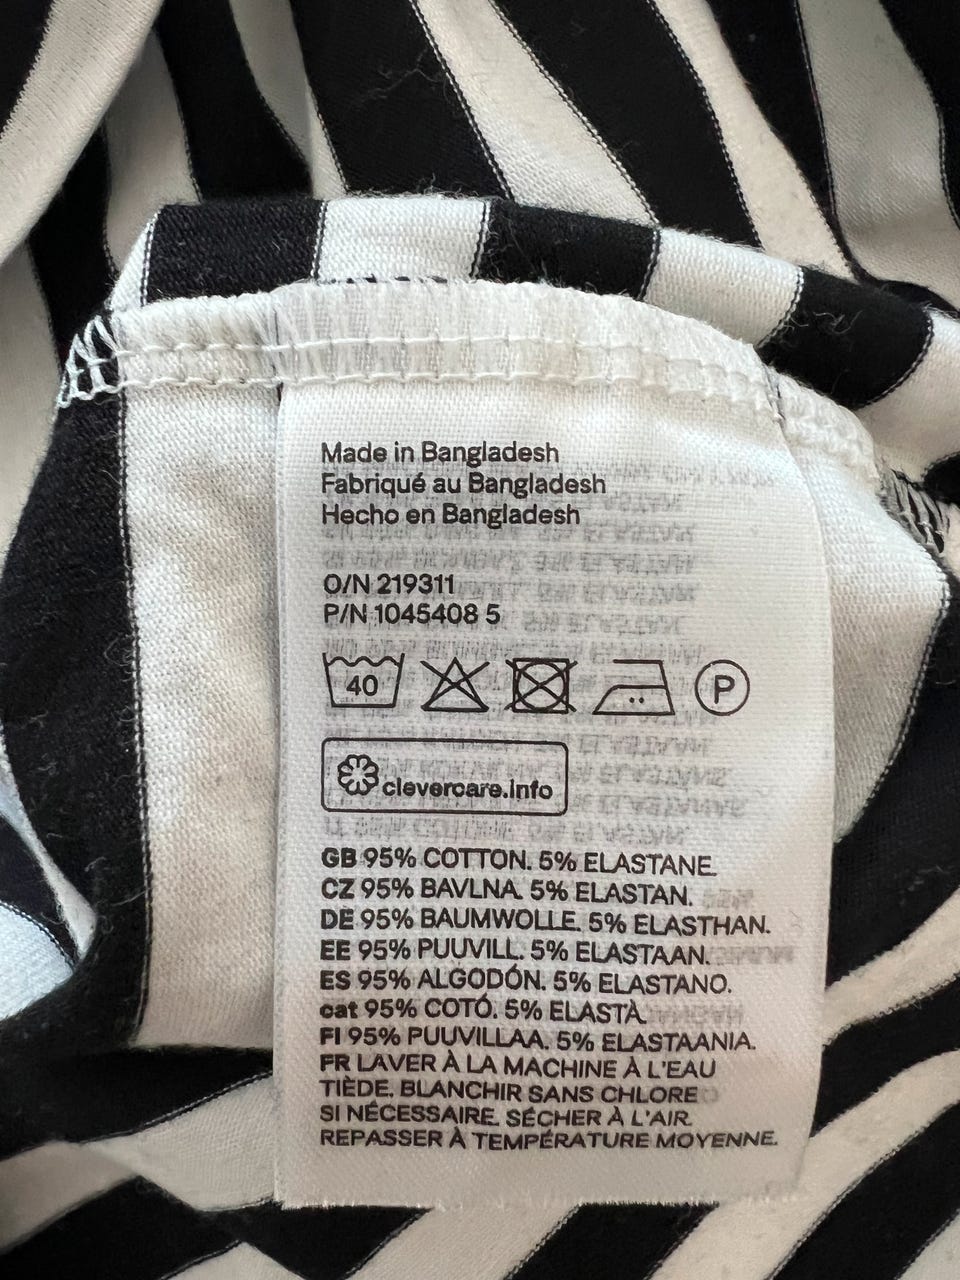 Made in Bangladesh
Fabriqué au Bangladesh
Hecho en Bangladesh
O/N 219311
P/N 1045408 5
40 P
clevercare.info
GB 95% COTTON. 5% ELASTANE.
CZ 95% BAVLNA. 5% ELASTAN.
DE 95% BAUMWOLLE. 5% ELASTHAN.
EE 95% PUUVILL. 5% ELASTAAN.
ES 95% ALGODÓN. 5% ELASTANO.
cat 95% COTÓ. 5% ELASTÀ.
FI 95% PUUVILLAA. 5% ELASTAANIA.
FR LAVER À LA MACHINE À L'EAU
TIÈDE. BLANCHIR SANS CHLORE
SI NÉCESSAIRE. SÉCHER À L'AIR.
REPASSER À TEMPÉRATURE MOYENNE.